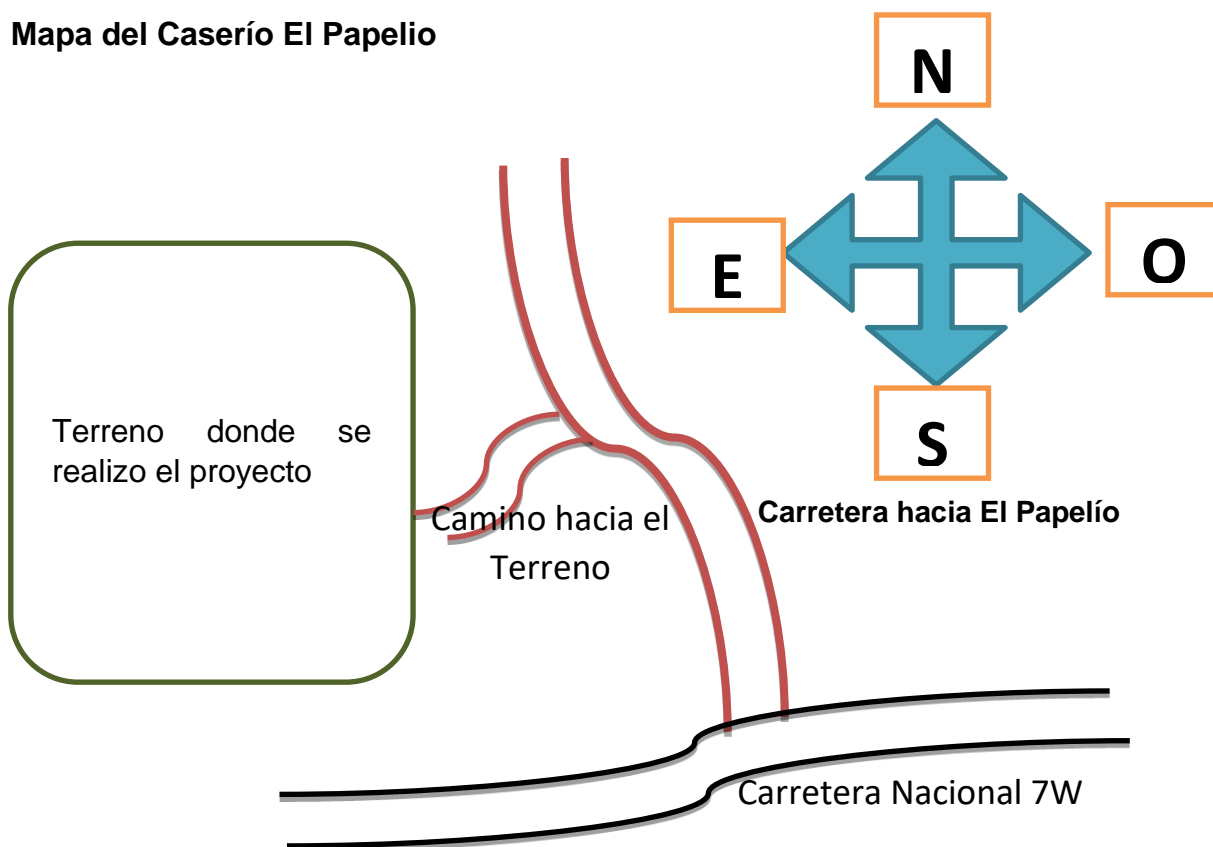 Mapa del Caserío El Papelio
N
E
O
S
Terreno donde se
realizo el proyecto
Camino hacia el
Terreno
Carretera hacia El Papelío
Carretera Nacional 7W